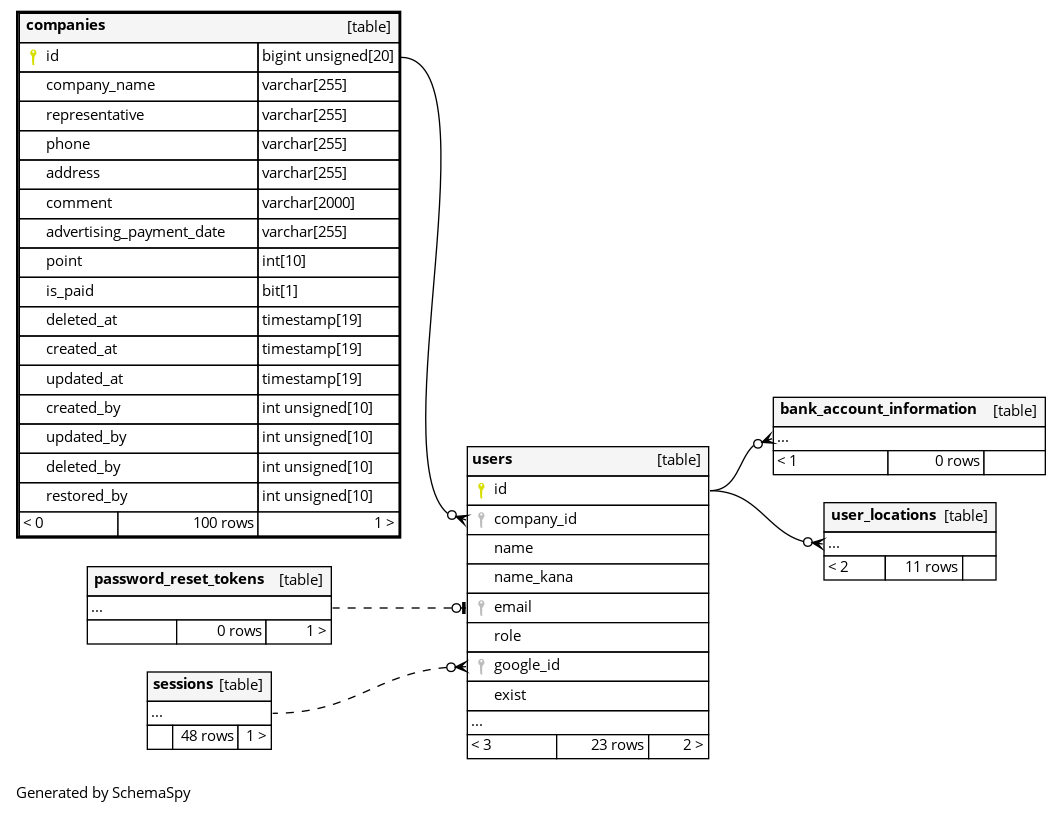 companies [table]
id bigint unsigned[20]
company_name varchar[255]
representative varchar[255]
phone varchar[255]
address varchar[255]
comment varchar[2000]
advertising_payment_date varchar[255]
point int[10]
is_paid bit[1]
deleted_at timestamp[19]
created_at timestamp[19]
updated_at timestamp[19]
created_by int unsigned[10]
updated_by int unsigned[10]
deleted_by int unsigned[10]
restored_by int unsigned[10]
< 0 100 rows 1 >
password_reset_tokens [table]
...
0 rows 1 >
sessions [table]
...
48 rows 1 >
users [table]
id
company_id
name
name_kana
email
role
google_id
exist
...
< 3 23 rows 2 >
bank_account_information [table]
...
< 1 0 rows
user_locations [table]
...
< 2 11 rows
Generated by SchemaSpy